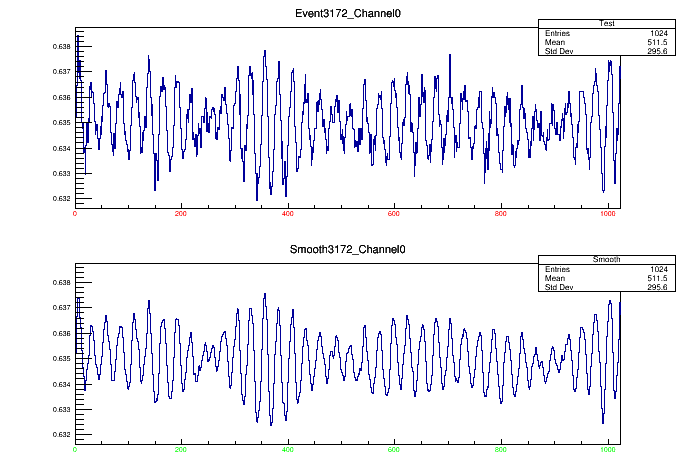 Event3172_Channel0
Test
Entries 1024
Mean 511.5
Std Dev 295.6
0.638
0.637
0.636
0.635
0.634
0.633
0.632
0 200 400 600 800 1000
Smooth3172_Channel0
Smooth
Entries 1024
Mean 511.5
Std Dev 295.6
0.638
0.637
0.636
0.635
0.634
0.633
0.632
0 200 400 600 800 1000